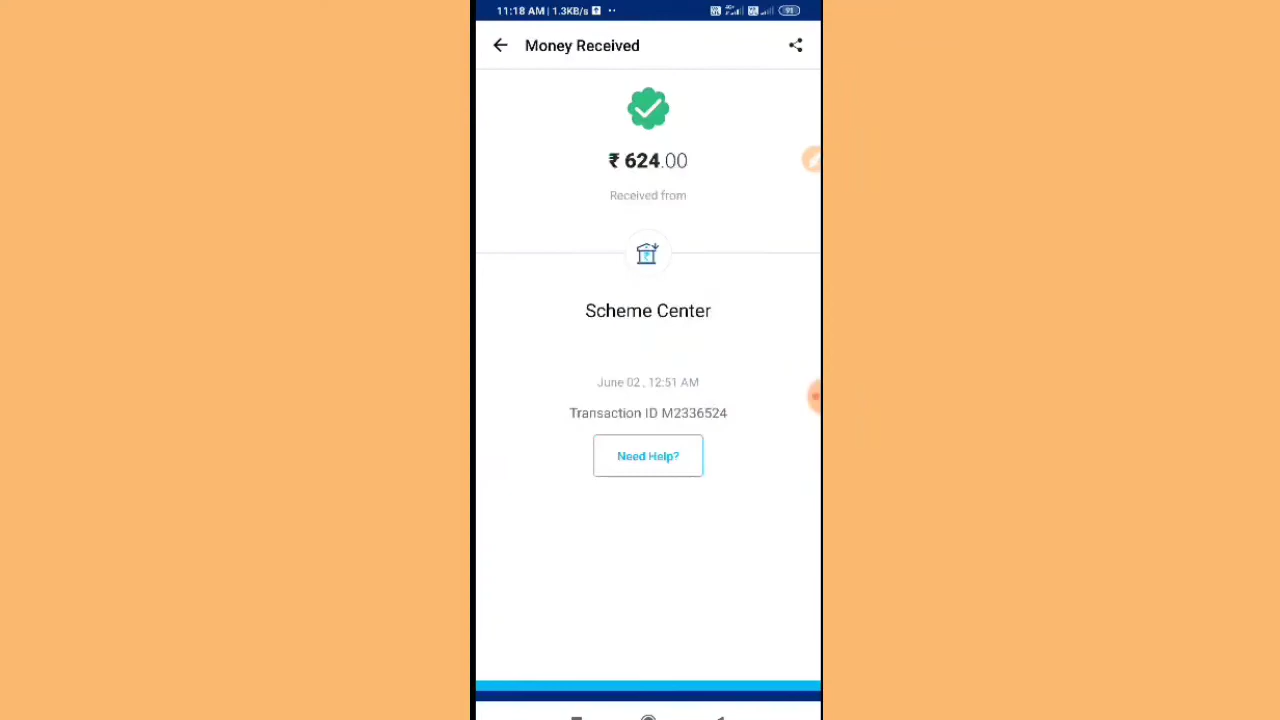 11:18 AM | 1.3KB/s
91
Money Received
₹ 624.00
Received from
Scheme Center
June 02 , 12:51 AM
Transaction ID M2336524
Need Help?